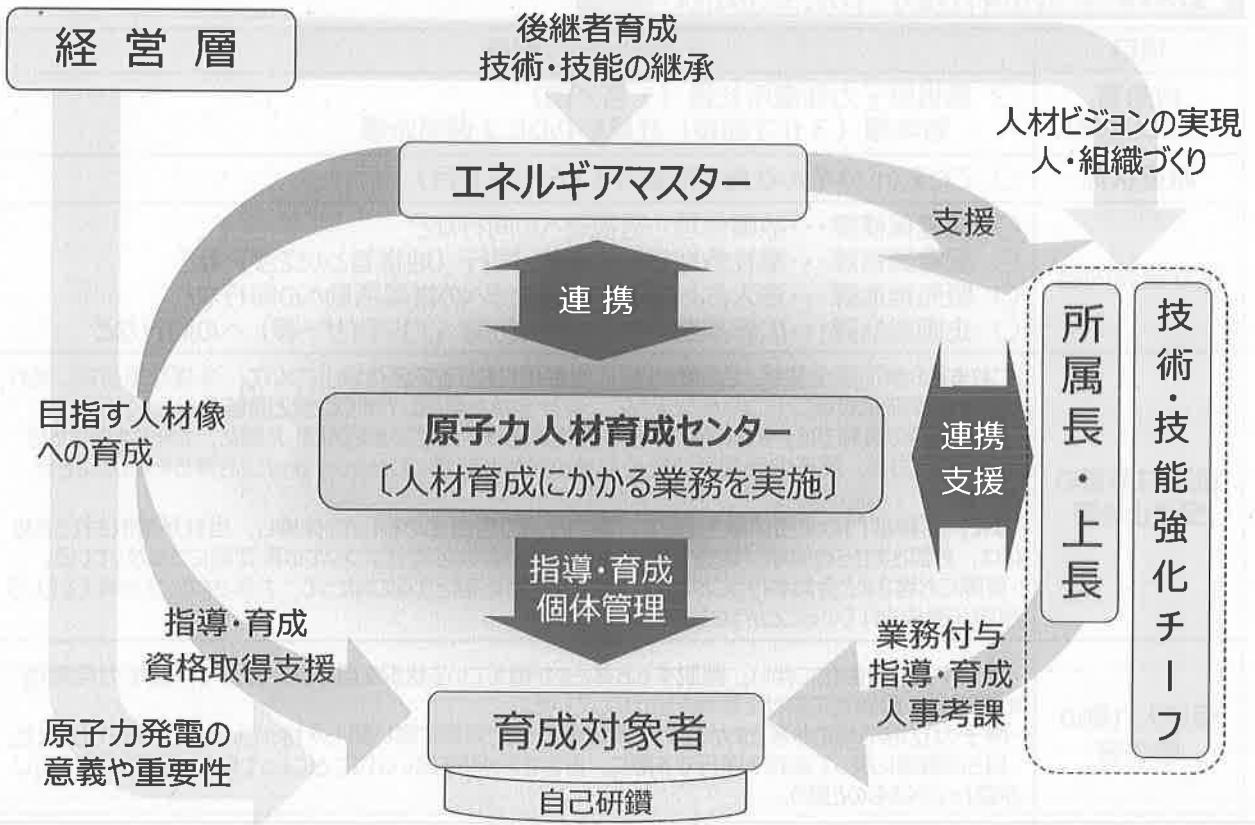 経営層
後継者育成
技術・技能の継承
人材ビジョンの実現
人・組織づくり
エネルギアマスター
支援
連携
所属長・上長
技術・技能強化チーフ
目指す人材像
への育成
原子力人材育成センター
〔人材育成にかかる業務を実施〕
連携
支援
指導・育成
個体管理
指導・育成
資格取得支援
業務付与
指導・育成
人事考課
原子力発電の
意義や重要性
育成対象者
自己研鑽